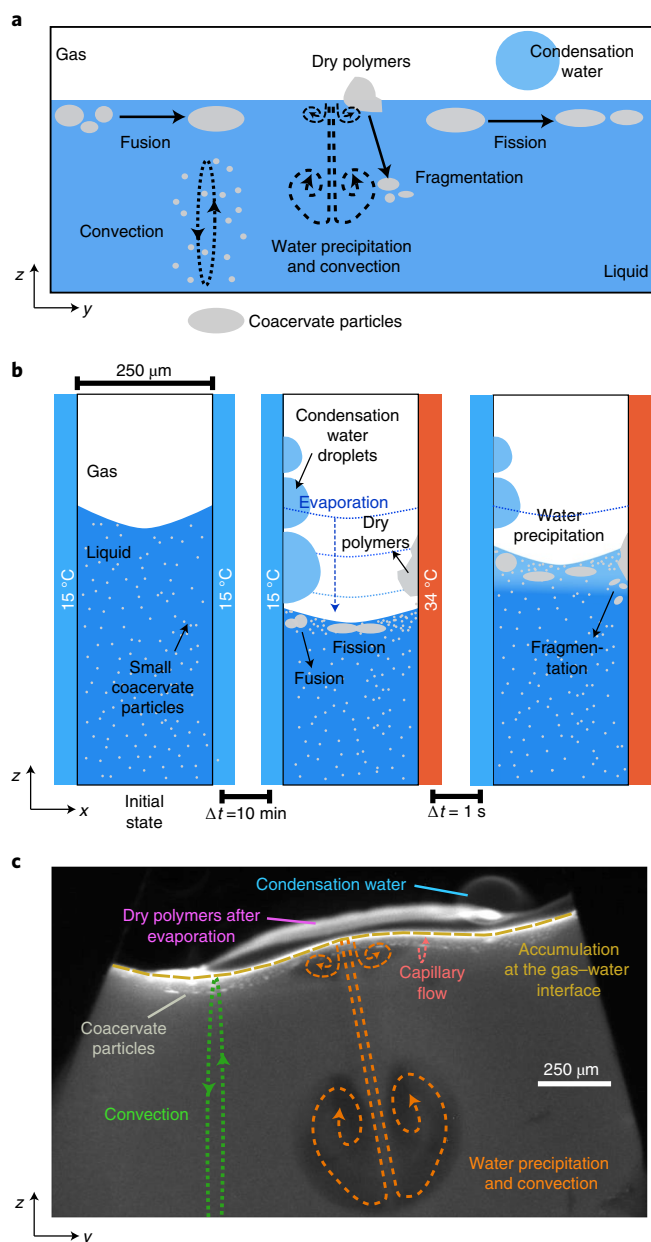 a
Gas
Dry polymers
Condensation
water
Fusion
Fission
Fragmentation
Convection
Water precipitation
and convection
Liquid
z
y
Coacervate particles
b
250 μm
Gas
Liquid
15 °C
15 °C
Small
coacervate
particles
Initial
state
z
x
Δt =10 min
Condensation
water
droplets
Evaporation
Dry
polymers
15 °C
34 °C
Fission
Fusion
Δt = 1 s
Water
precipitation
Fragmen-
tation
c
Condensation water
Dry polymers after
evaporation
Accumulation
at the gas–water
interface
Capillary
flow
Coacervate
particles
Convection
250 μm
Water precipitation
and convection
z
y